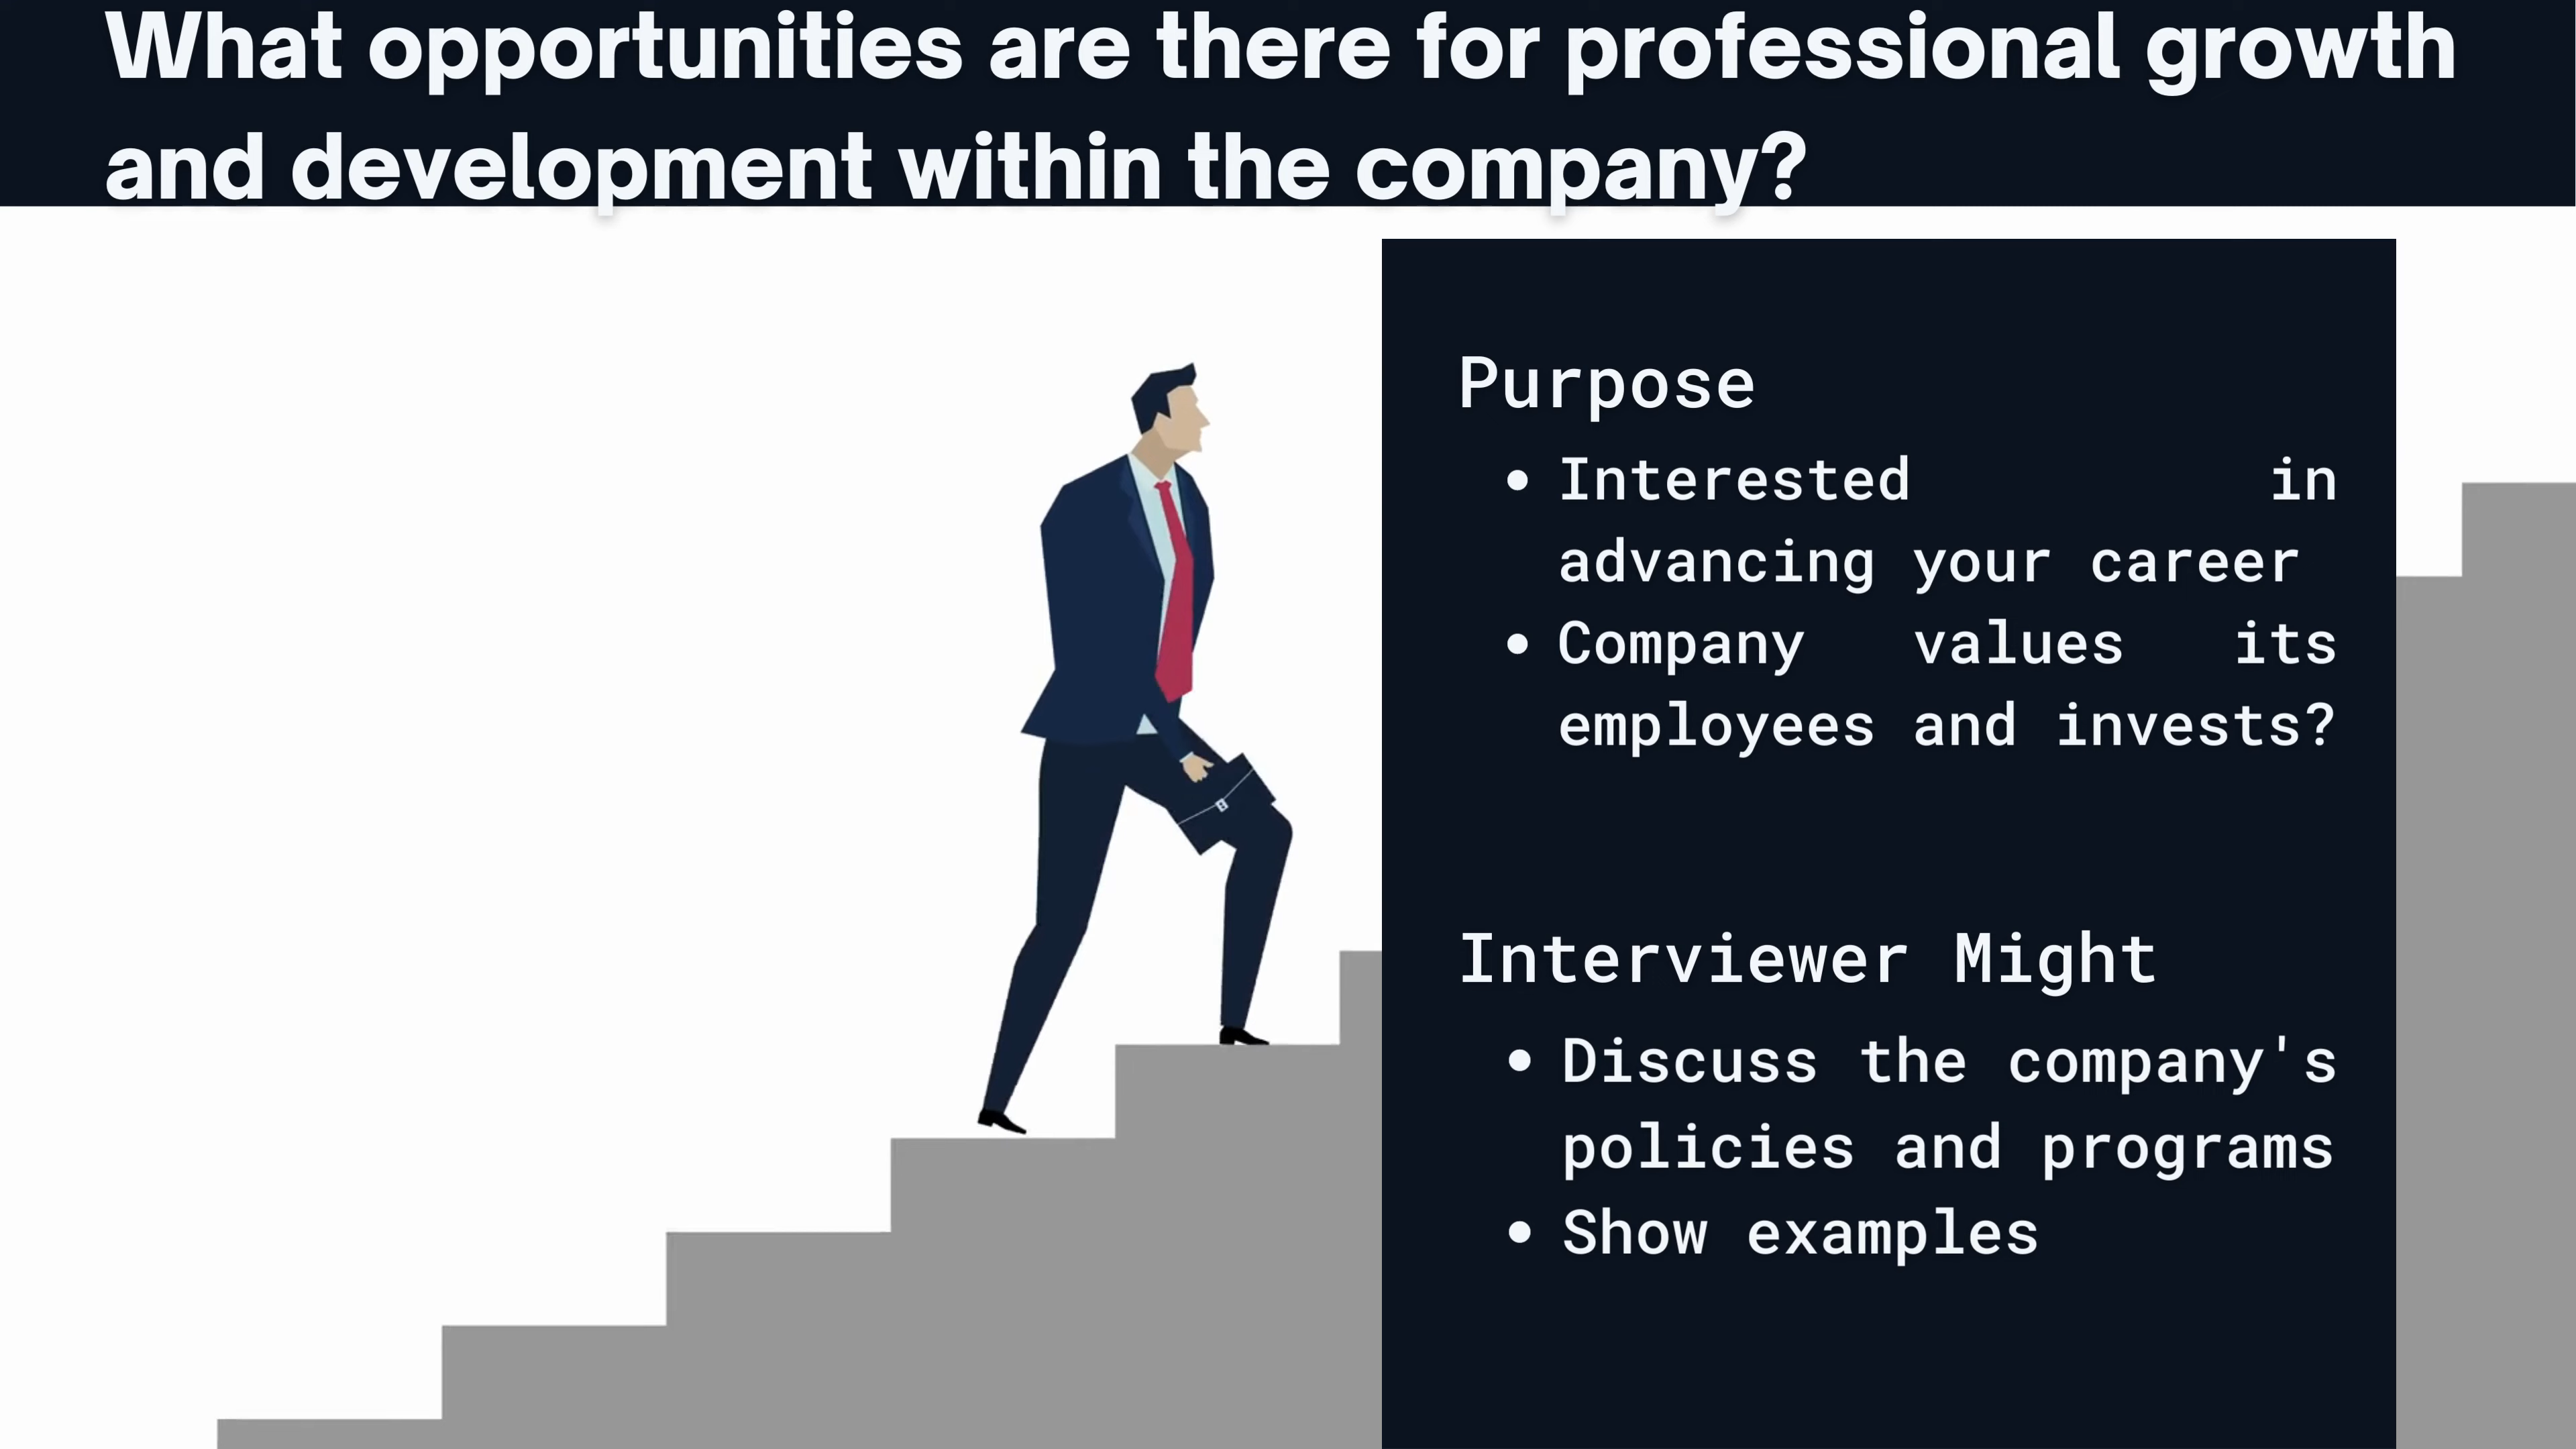 What opportunities are there for professional growth
and development within the company?
Purpose
• Interested in
advancing your career
• Company values its
employees and invests?
Interviewer Might
• Discuss the company's
policies and programs
• Show examples